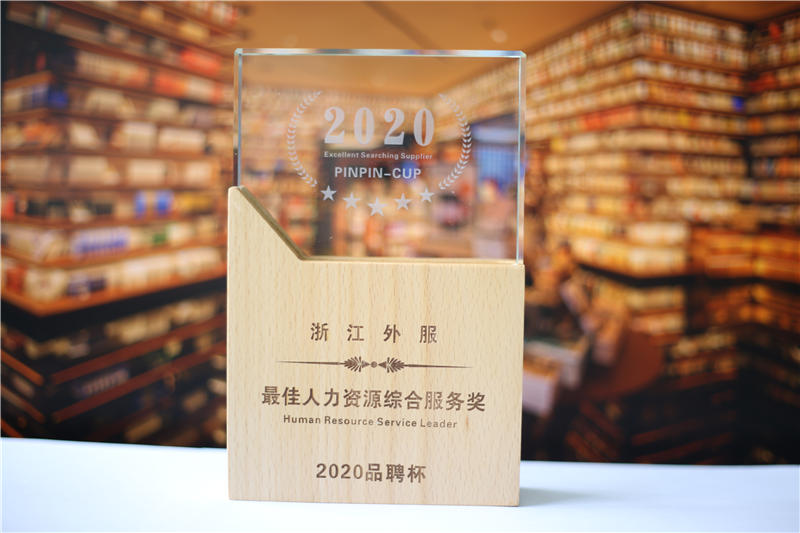 2020
Excellent Searching Supplier
PINPIN-CUP
浙江外服
最佳人力资源综合服务奖
Human Resource Service Leader
2020品聘杯